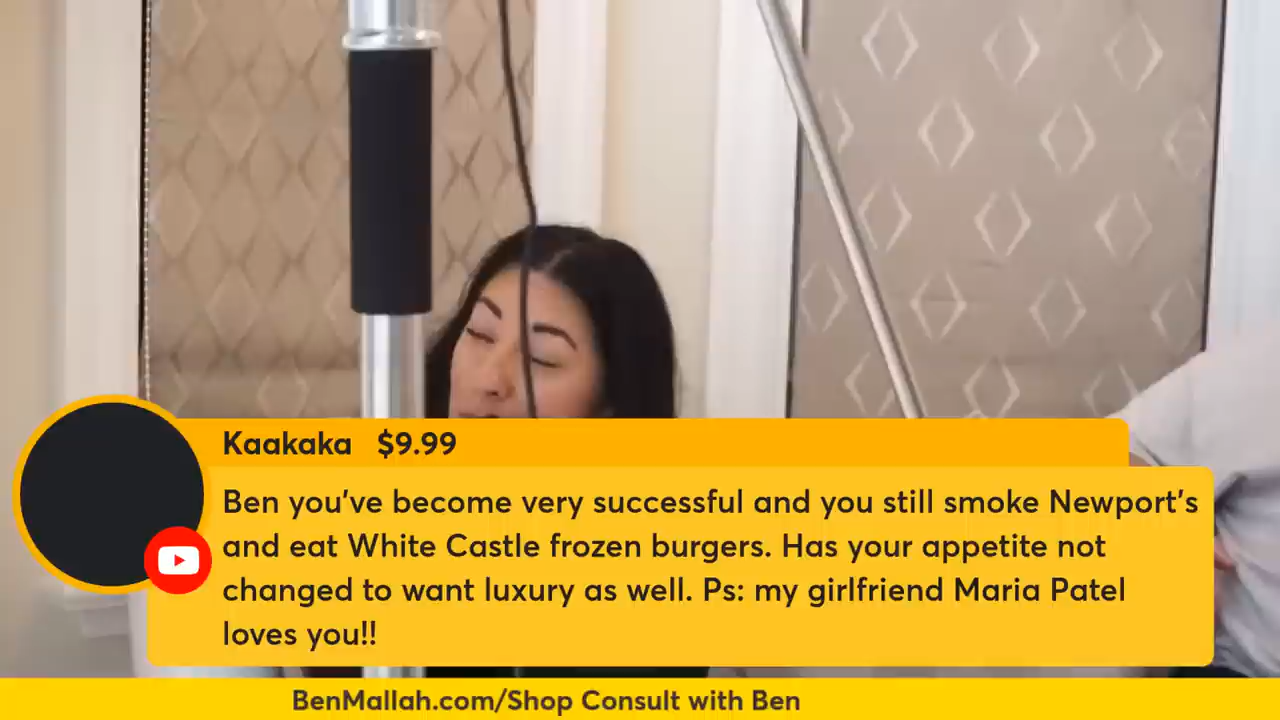 Kaakaka $9.99
Ben you've become very successful and you still smoke Newport's
and eat White Castle frozen burgers. Has your appetite not
changed to want luxury as well. Ps: my girlfriend Maria Patel
loves you!!
BenMallah.com/Shop Consult with Ben